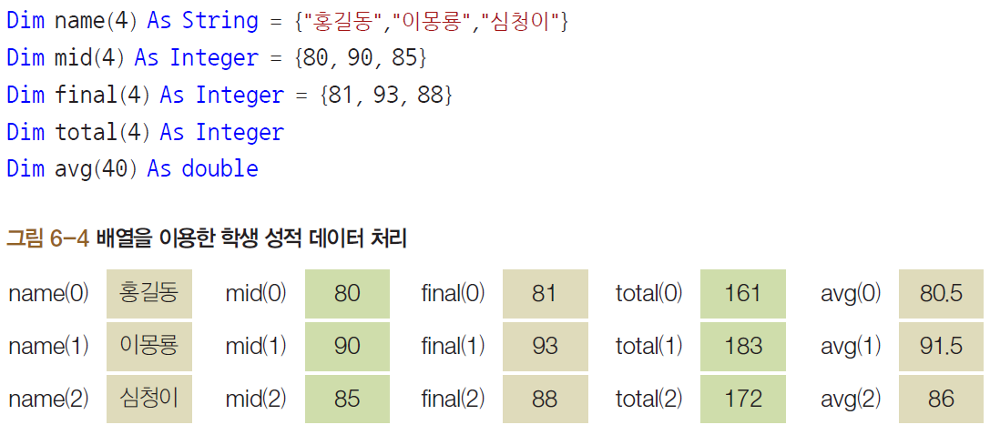 Dim name(4) As String = {"홍길동","이몽룡","심청이"}
Dim mid(4) As Integer = {80, 90, 85}
Dim final(4) As Integer = {81, 93, 88}
Dim total(4) As Integer
Dim avg(40) As double
그림 6-4 배열을 이용한 학생 성적 데이터 처리
name(0) 홍길동 mid(0) 80 final(0) 81 total(0) 161 avg(0) 80.5
name(1) 이몽룡 mid(1) 90 final(1) 93 total(1) 183 avg(1) 91.5
name(2) 심청이 mid(2) 85 final(2) 88 total(2) 172 avg(2) 86